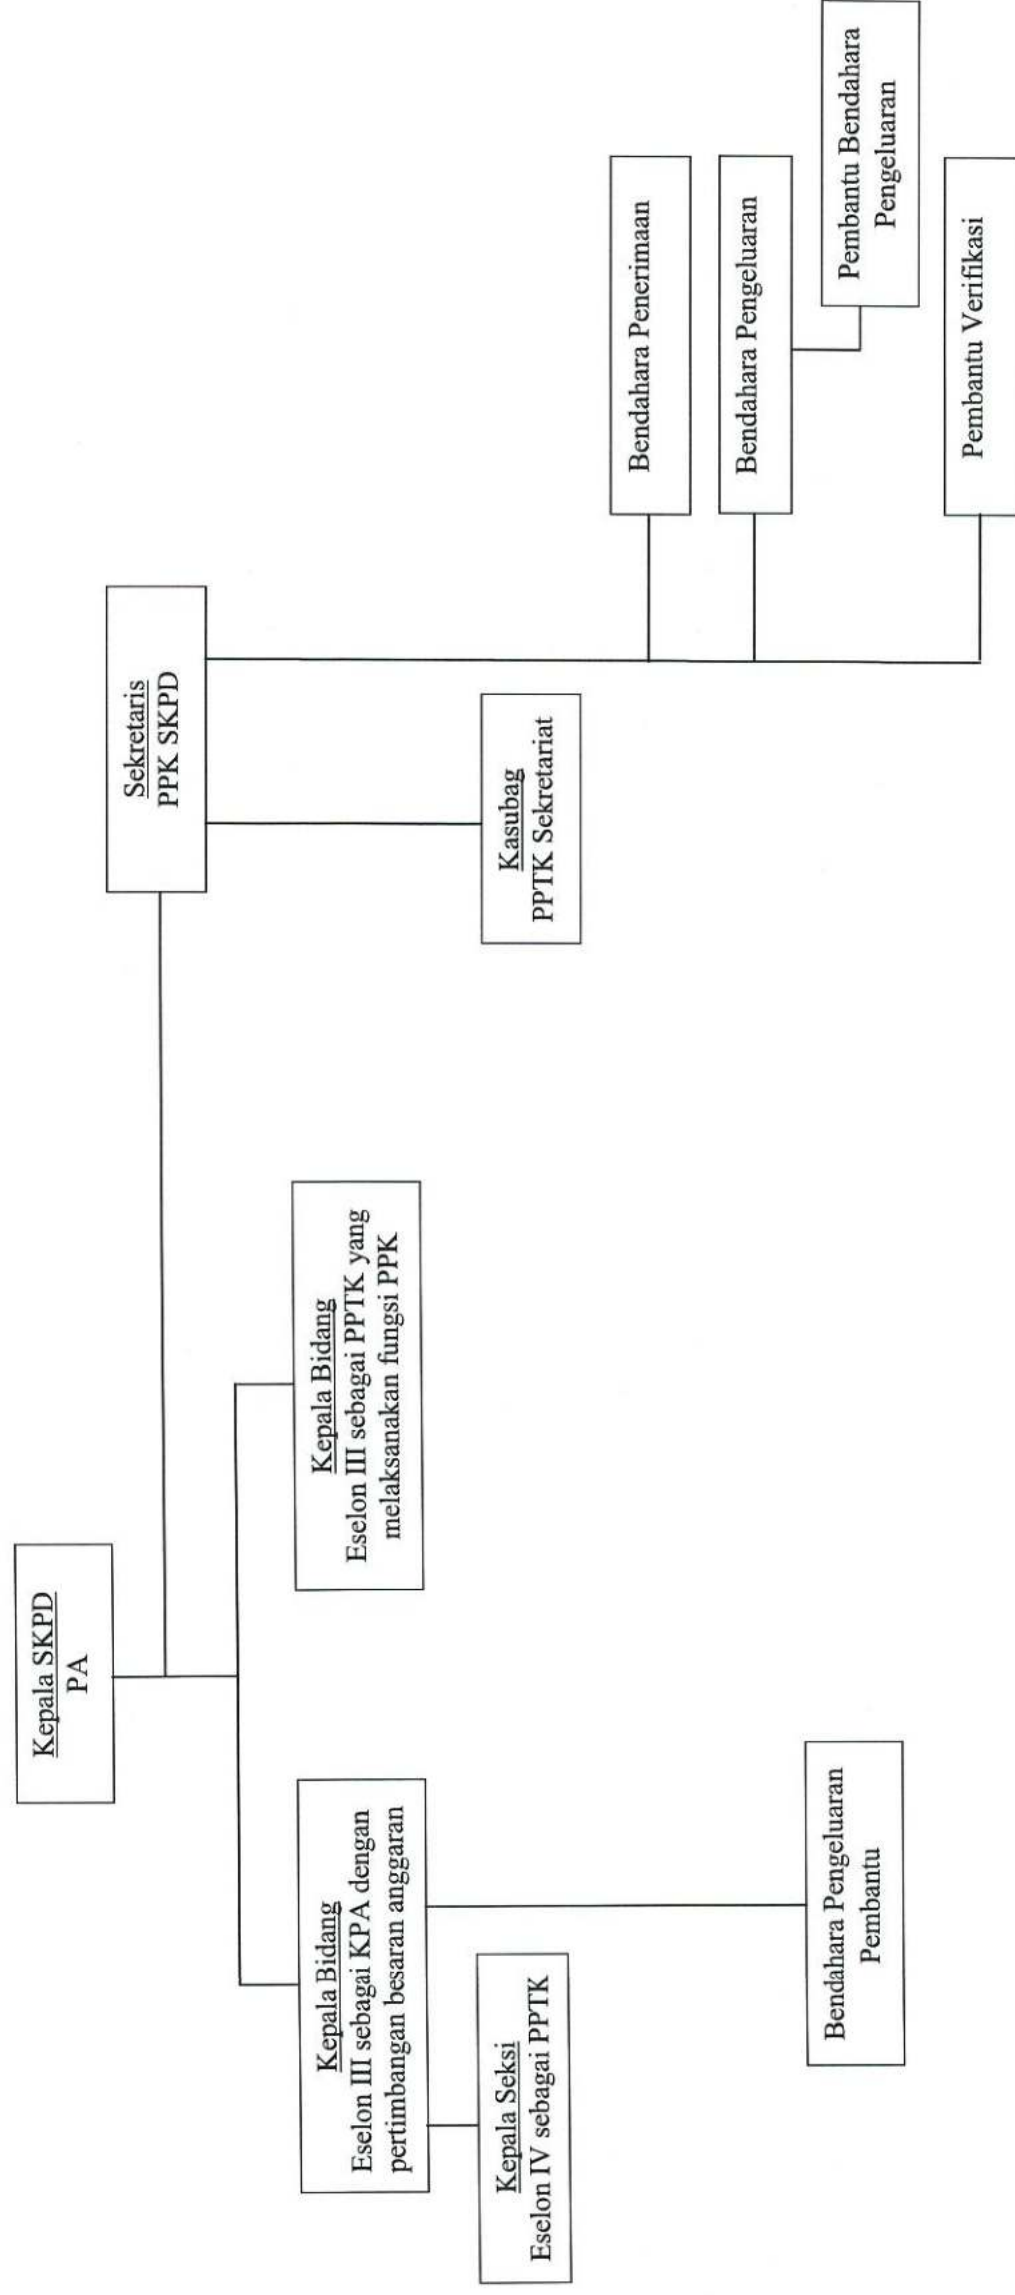 Kepala SKPD
PA
Sekretaris
PPK SKPD
Kepala Bidang
Eselon III sebagai KPA dengan
pertimbangan besaran anggaran
Kepala Bidang
Eselon III sebagai PPTK yang
melaksanakan fungsi PPK
Kepala Seksi
Eselon IV sebagai PPTK
Kasubag
PPTK Sekretariat
Bendahara Pengeluaran
Pembantu
Bendahara Penerimaan
Bendahara Pengeluaran
Pembantu Bendahara
Pengeluaran
Pembantu Verifikasi